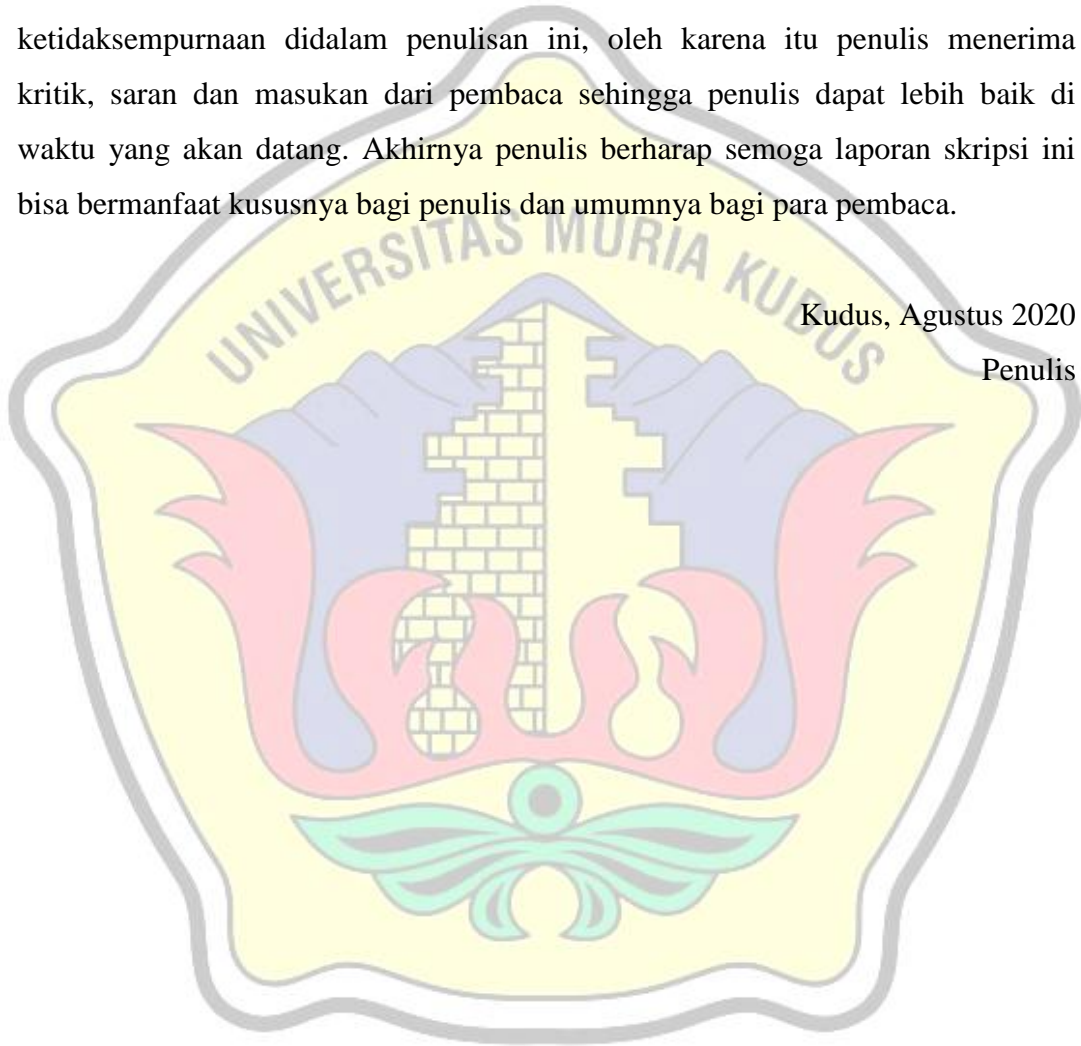 ketidaksempurnaan didalam penulisan ini, oleh karena itu penulis menerima
kritik, saran dan masukan dari pembaca sehingga penulis dapat lebih baik di
waktu yang akan datang. Akhirnya penulis berharap semoga laporan skripsi ini
bisa bermanfaat kususnya bagi penulis dan umumnya bagi para pembaca.
UNIVERSITAS MURIA KUDUS
Kudus, Agustus 2020
Penulis